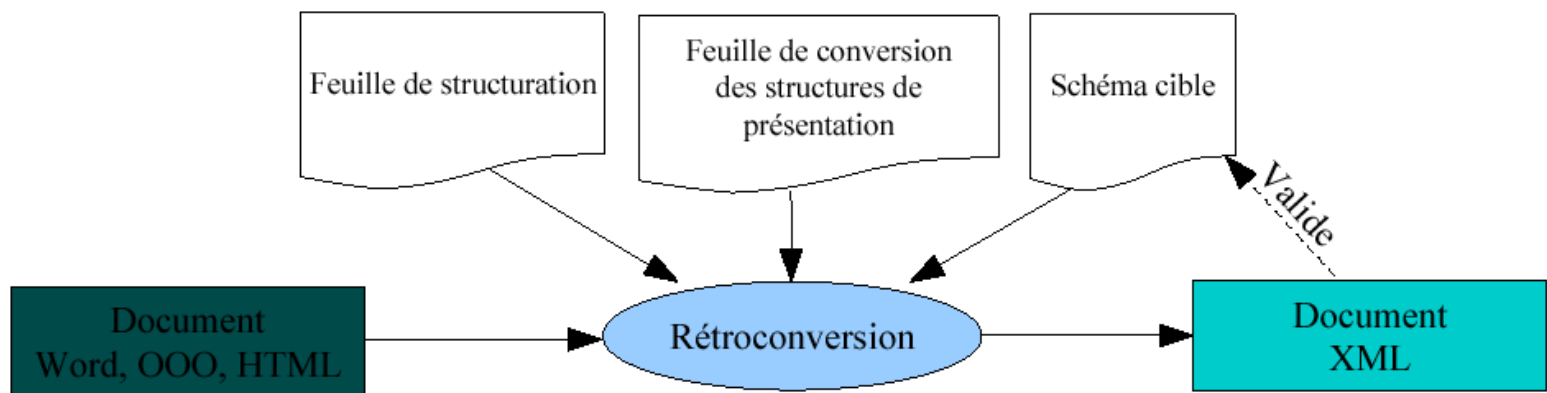 Feuille de structuration
Feuille de conversion
des structures de
présentation
Schéma cible
Valide
Document
Word, OOO, HTML
Rétroconversion
Document
XML